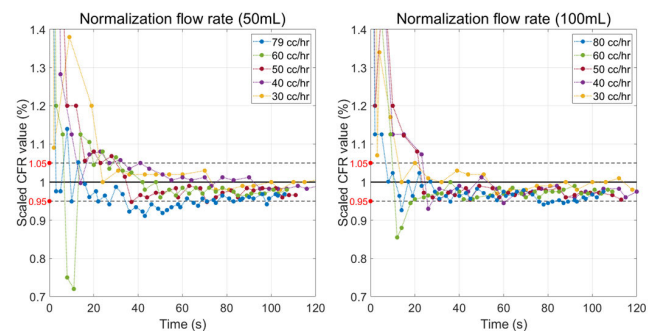 Normalization flow rate (50mL)
Scaled CFR value (%)
1.4
1.3
1.2
1.1
1.05
1
0.95
0.9
0.8
0.7
79 cc/hr
60 cc/hr
50 cc/hr
40 cc/hr
30 cc/hr
0 20 40 60 80 100 120
Time (s)
Normalization flow rate (100mL)
Scaled CFR value (%)
1.4
1.3
1.2
1.1
1.05
1
0.95
0.9
0.8
0.7
80 cc/hr
60 cc/hr
50 cc/hr
40 cc/hr
30 cc/hr
0 20 40 60 80 100 120
Time (s)